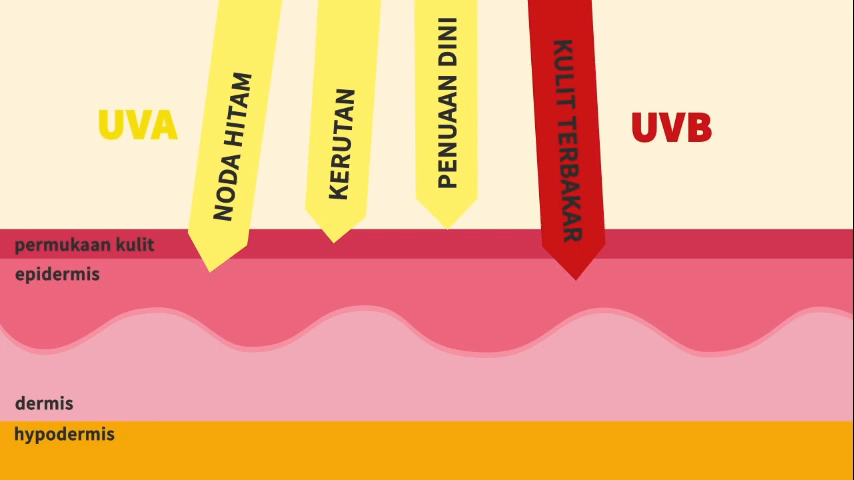 UVA
NODA HITAM
KERUTAN
PENUAAN DINI
KULIT TERBAKAR
UVB
permukaan kulit
epidermis
dermis
hypodermis